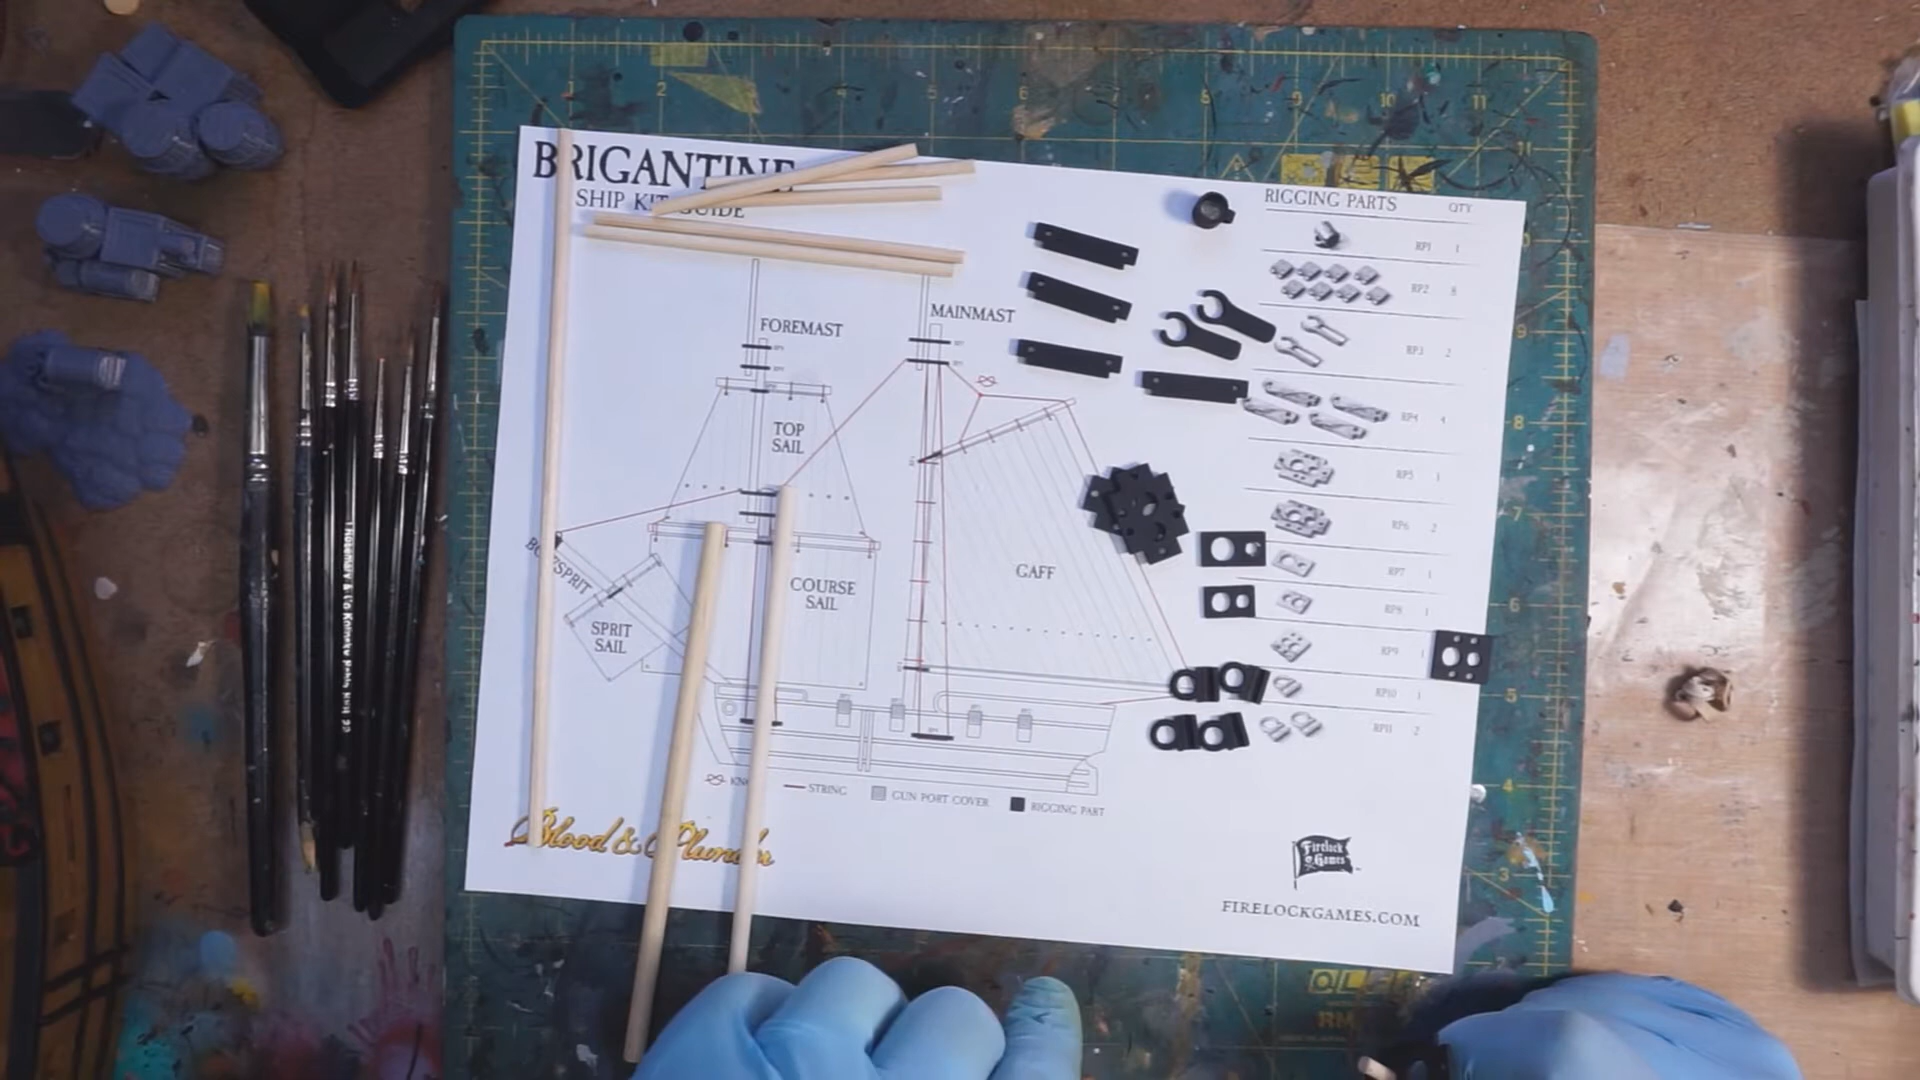 BRIGANTINE
SHIP KIT GUIDE
RIGGING PARTS QTY
RP1 1
RP2 8
RP3 2
RP4 4
RP5 1
RP6 2
RP7 1
RP8 1
RP9 1
RP10 1
RP11 2
FOREMAST
MAINMAST
TOP
SAIL
COURSE
SAIL
GAFF
SPRIT
SAIL
STRING
GUN PORT COVER
RIGGING PART
Blood & Plunder
Firelock
Games
FIRELOCKGAMES.COM